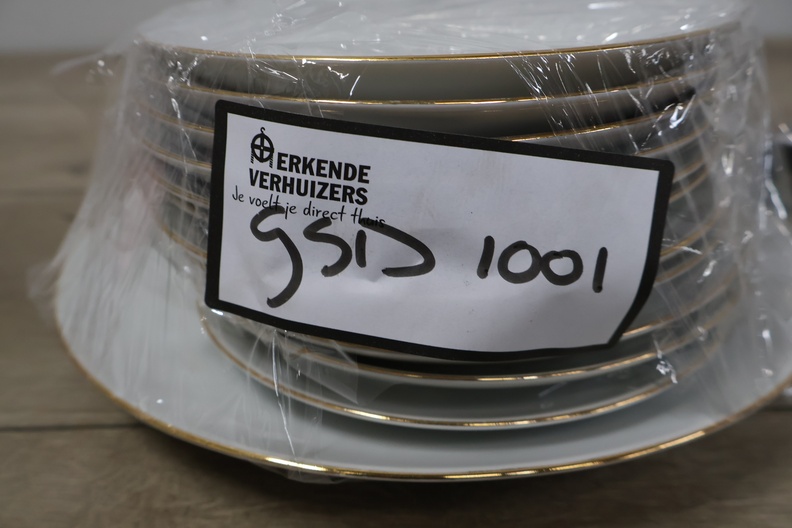 ERKENDE
VERHUIZERS
Je voelt je direct thuis
GSD 1001